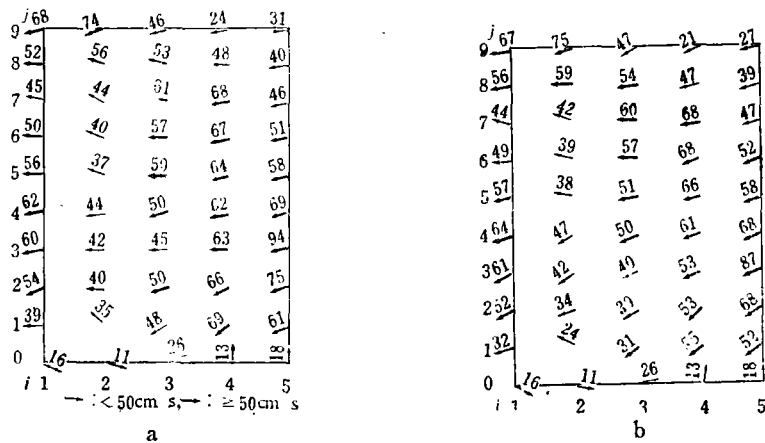 j 68 74 46 24 31
9
8 52 56 53 48 40
7 45 44 61 68 46
6 50 40 57 67 51
5 56 37 59 64 58
4 62 44 50 62 69
3 60 42 45 63 94
2 54 40 50 66 75
1 39 35 48 69 61
0 16 11 26 13 18
i 1 2 3 4 5
→ : < 50cm s, → : ≥ 50cm s
a
j
9 67 75 47 21 27
8 56 59 54 47 39
7 44 42 60 68 47
6 49 39 57 68 52
5 57 38 51 66 58
4 64 47 50 61 68
3 61 42 49 53 87
2 52 34 39 53 68
1 32 24 31 52
0 16 11 26 13 18
i 1 2 3 4 5
b